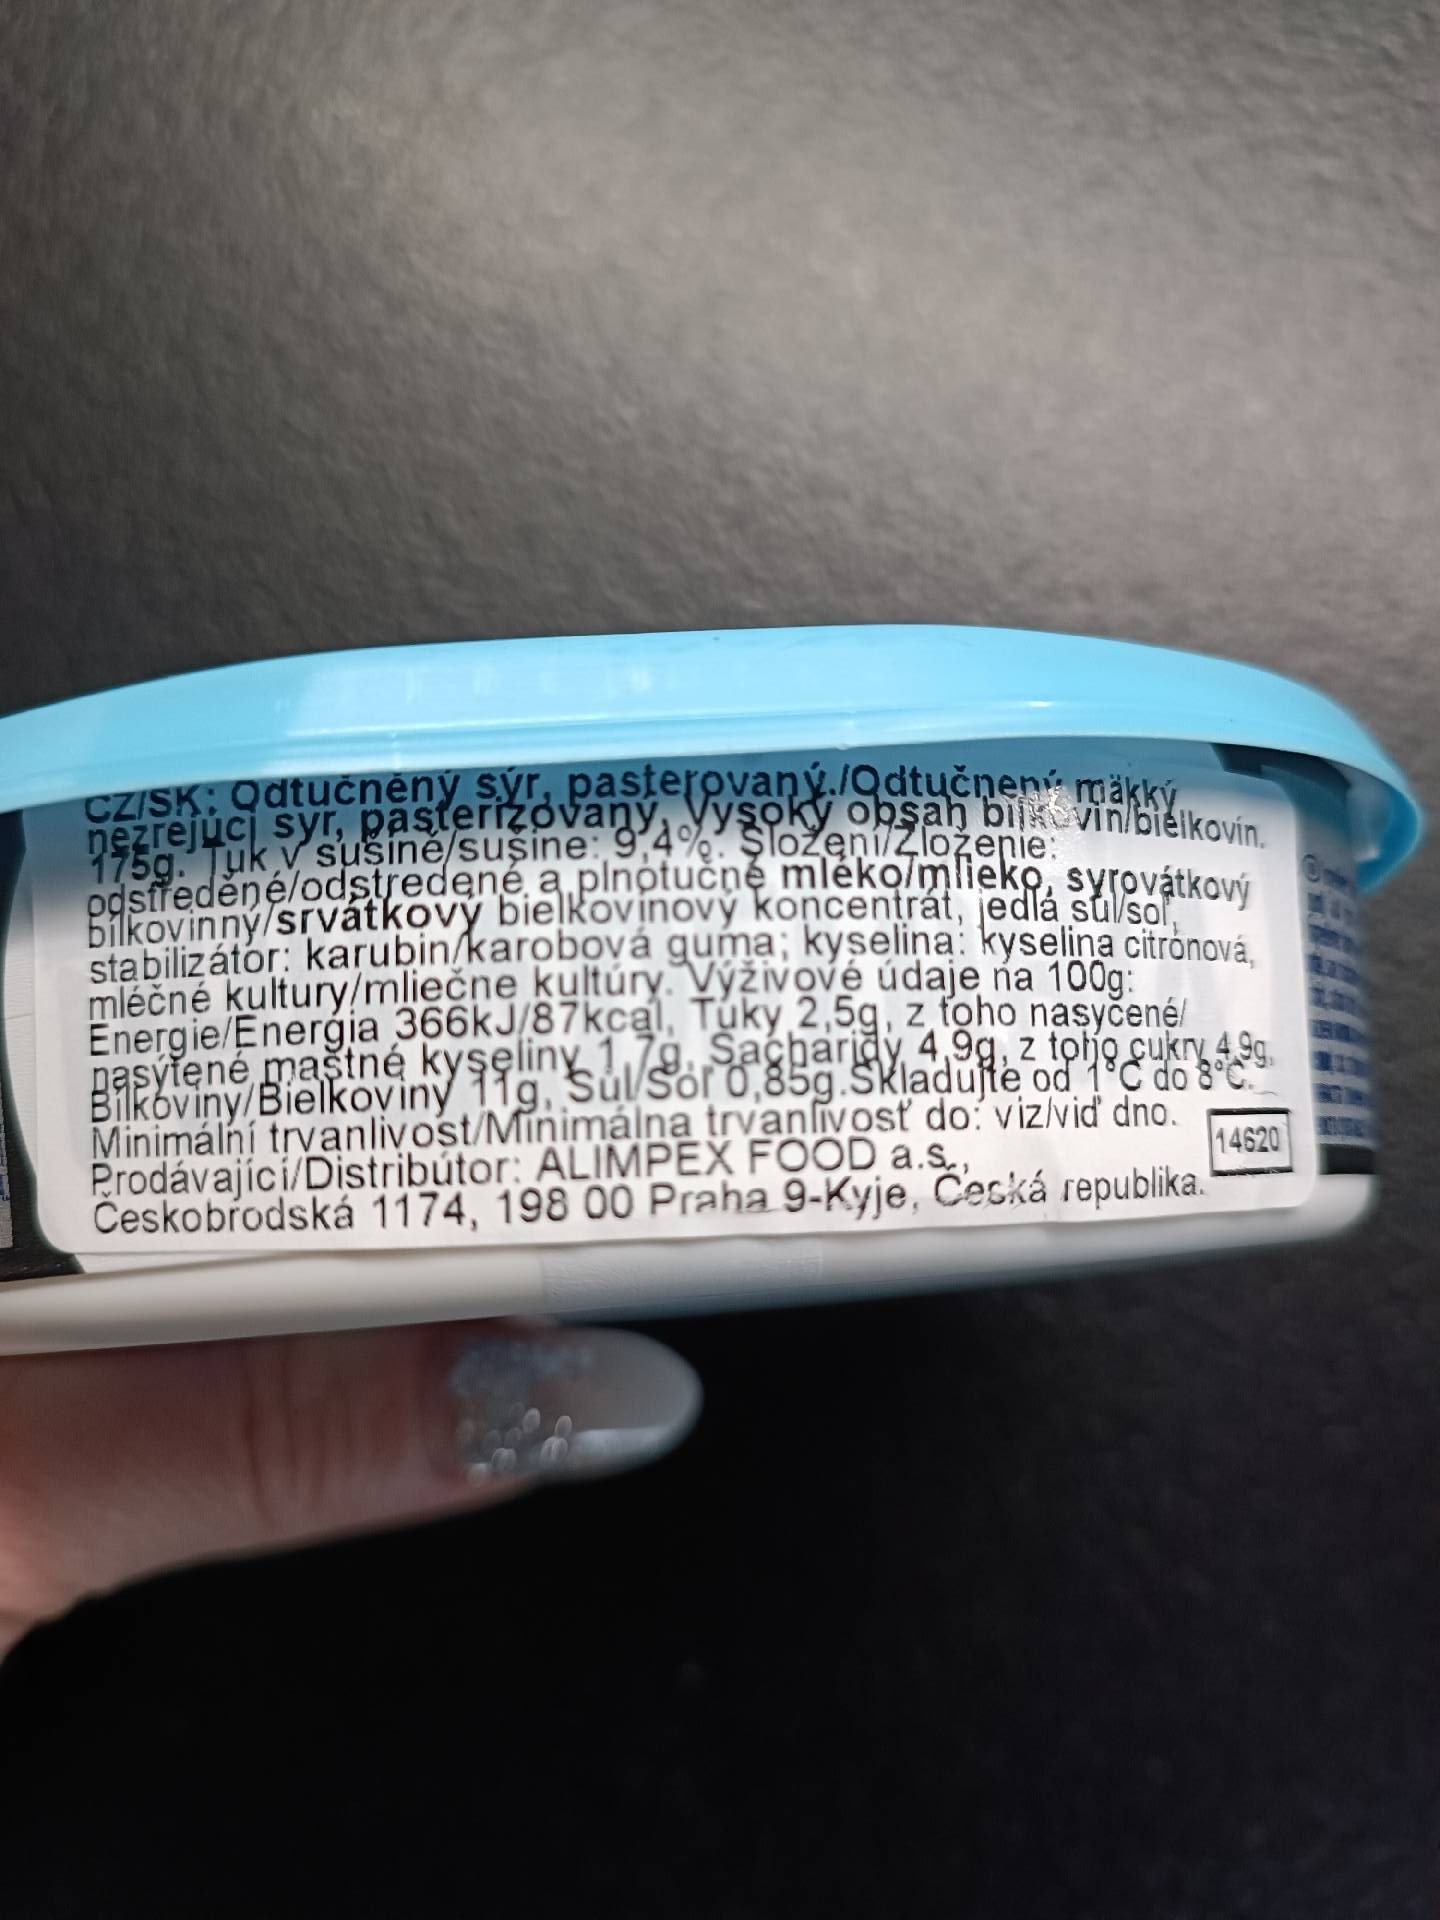 CZ/SK: Odtučněný sýr, pasterovaný./Odtučnený mäkký
nezrejúci syr, pasterizovaný, Vysoký obsah bílkovin/bielkovín.
175g. Tuk v sušině/sušine: 9,4%. Složení/Zloženie:
odstředěné/odstredené a plnotučné mléko/mlieko, syrovátkový
bílkovinný/srvátkový bielkovinový koncentrát, jedlá sůl/soľ,
stabilizátor: karubin/karobová guma; kyselina: kyselina citrónová,
mléčné kultury/mliečne kultúry. Výživové údaje na 100g:
Energie/Energia 366kJ/87kcal, Tuky 2,5g, z toho nasycené/
nasýtené mastné kyseliny 1,7g, Sacharidy 4,9g, z toho cukry 4,9g,
Bílkoviny/Bielkoviny 11g, Sůl/Soľ 0,85g.Skladujte od 1°C do 8°C.
Minimální trvanlivost/Minimálna trvanlivosť do: viz/viď dno.
Prodávající/Distribútor: ALIMPEX FOOD a.s.,
Českobrodská 1174, 198 00 Praha 9-Kyje, Česká republika.
14620